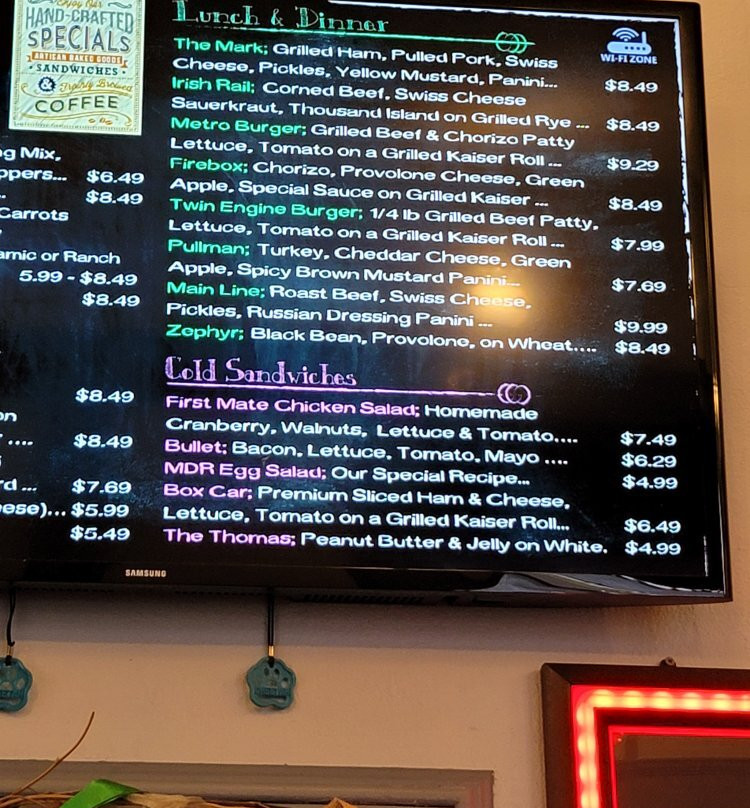 Enjoy Our
HAND-CRAFTED
SPECIALS
ARTISAN BAKED GOODS
SANDWICHES
& Freshly Brewed
COFFEE
Mix,
$6.49
$8.49
Carrots
or Ranch
5.99 - $8.49
$8.49
$8.49
....
$8.49
...
$7.69
... $5.99
$5.49
Lunch & Dinner
WI-FI ZONE
The Mark; Grilled Ham, Pulled Pork, Swiss
Cheese, Pickles, Yellow Mustard, Panini... $8.49
Irish Rail; Corned Beef, Swiss Cheese
Sauerkraut, Thousand Island on Grilled Rye ... $8.49
Metro Burger; Grilled Beef & Chorizo Patty
Lettuce, Tomato on a Grilled Kaiser Roll ... $9.29
Firebox; Chorizo, Provolone Cheese, Green
Apple, Special Sauce on Grilled Kaiser ... $8.49
Twin Engine Burger; 1/4 lb Grilled Beef Patty,
Lettuce, Tomato on a Grilled Kaiser Roll ... $7.99
Pullman; Turkey, Cheddar Cheese, Green
Apple, Spicy Brown Mustard Panini... $7.69
Main Line; Roast Beef, Swiss Cheese,
Pickles, Russian Dressing Panini ... $9.99
Zephyr; Black Bean, Provolone, on Wheat.... $8.49
Cold Sandwiches
First Mate Chicken Salad; Homemade
Cranberry, Walnuts, Lettuce & Tomato.... $7.49
Bullet; Bacon, Lettuce, Tomato, Mayo .... $6.29
MDR Egg Salad; Our Special Recipe... $4.99
Box Car; Premium Sliced Ham & Cheese,
Lettuce, Tomato on a Grilled Kaiser Roll... $6.49
The Thomas; Peanut Butter & Jelly on White. $4.99
SAMSUNG